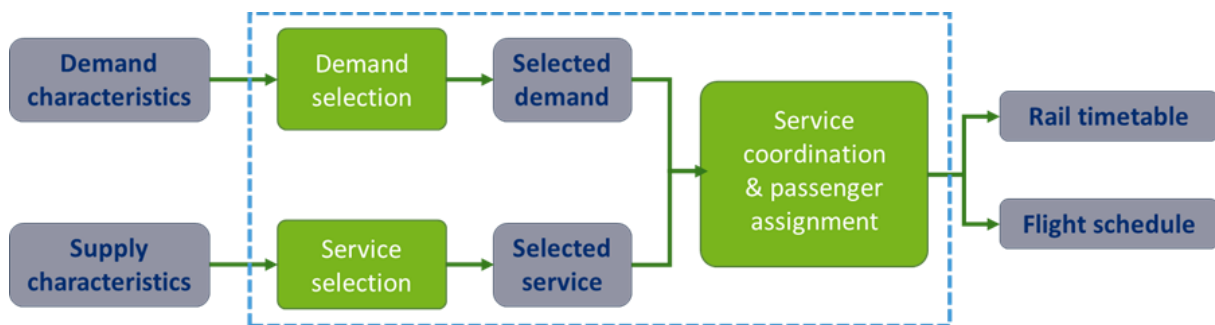 Demand
characteristics
Demand
selection
Selected
demand
Supply
characteristics
Service
selection
Selected
service
Service
coordination
& passenger
assignment
Rail timetable
Flight schedule